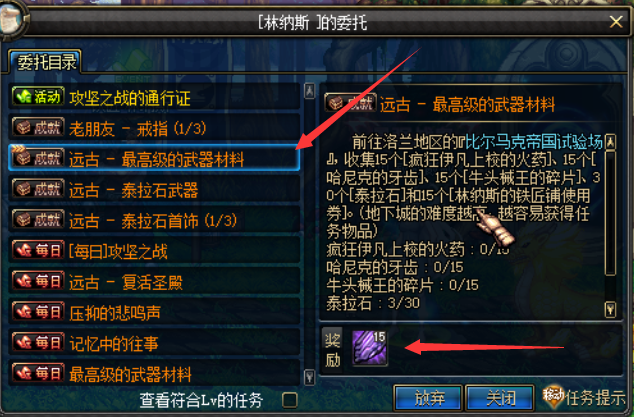 [林纳斯 ]的委托
委托目录
活动 攻坚之战的通行证
成就 老朋友 - 戒指 (1/3)
成就 远古 - 最高级的武器材料
成就 远古 - 泰拉石武器
成就 远古 - 泰拉石首饰 (1/3)
每日 [每日]攻坚之战
每日 远古 - 复活圣殿
每日 压抑的悲鸣声
每日 记忆中的往事
每日 最高级的武器材料
查看符合Lv的任务
成就 远古 - 最高级的武器材料
前往洛兰地区的『比尔马克帝国试验场
』, 收集15个[疯狂伊凡上校的火药]、15个[
哈尼克的牙齿]、15个[牛头械王的碎片]、3
0个[泰拉石]和15个[林纳斯的铁匠铺使用
券]。(地下城的难度越 越容易获得任
务物品)
疯狂伊凡上校的火药 : 0/15
哈尼克的牙齿 : 0/15
牛头械王的碎片 : 0/15
泰拉石 : 3/30
奖励
15
放弃
关闭
移动 任务提示